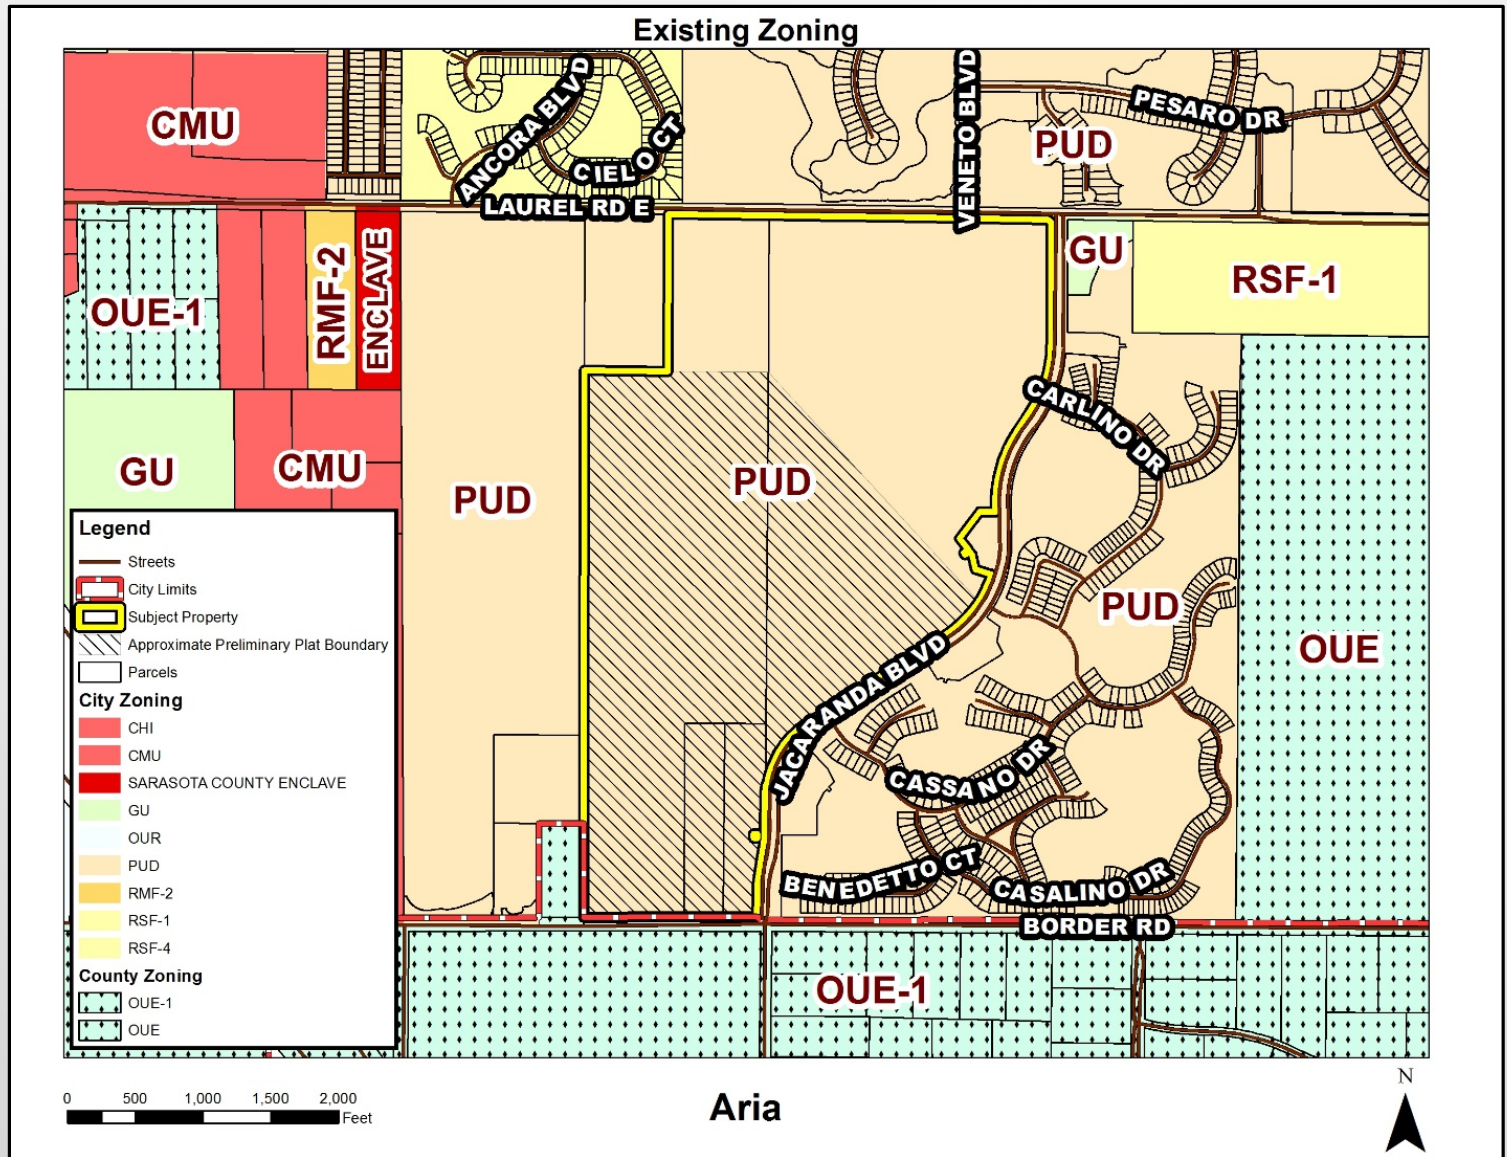 Existing Zoning
CMU
ANCORA BLVD
CIELO CT
VENETO BLVD
PESARO DR
PUD
LAUREL RD E
OUE-1
RMF-2
ENCLAVE
GU
RSF-1
GU
CMU
PUD
PUD
CARLINO DR
PUD
OUE
JACARANDA BLVD
CASSANO DR
BENEDETTO CT
CASALINO DR
BORDER RD
OUE-1
Legend
Streets
City Limits
Subject Property
Approximate Preliminary Plat Boundary
Parcels
City Zoning
CHI
CMU
SARASOTA COUNTY ENCLAVE
GU
OUR
PUD
RMF-2
RSF-1
RSF-4
County Zoning
OUE-1
OUE
0 500 1,000 1,500 2,000
Feet
Aria
N